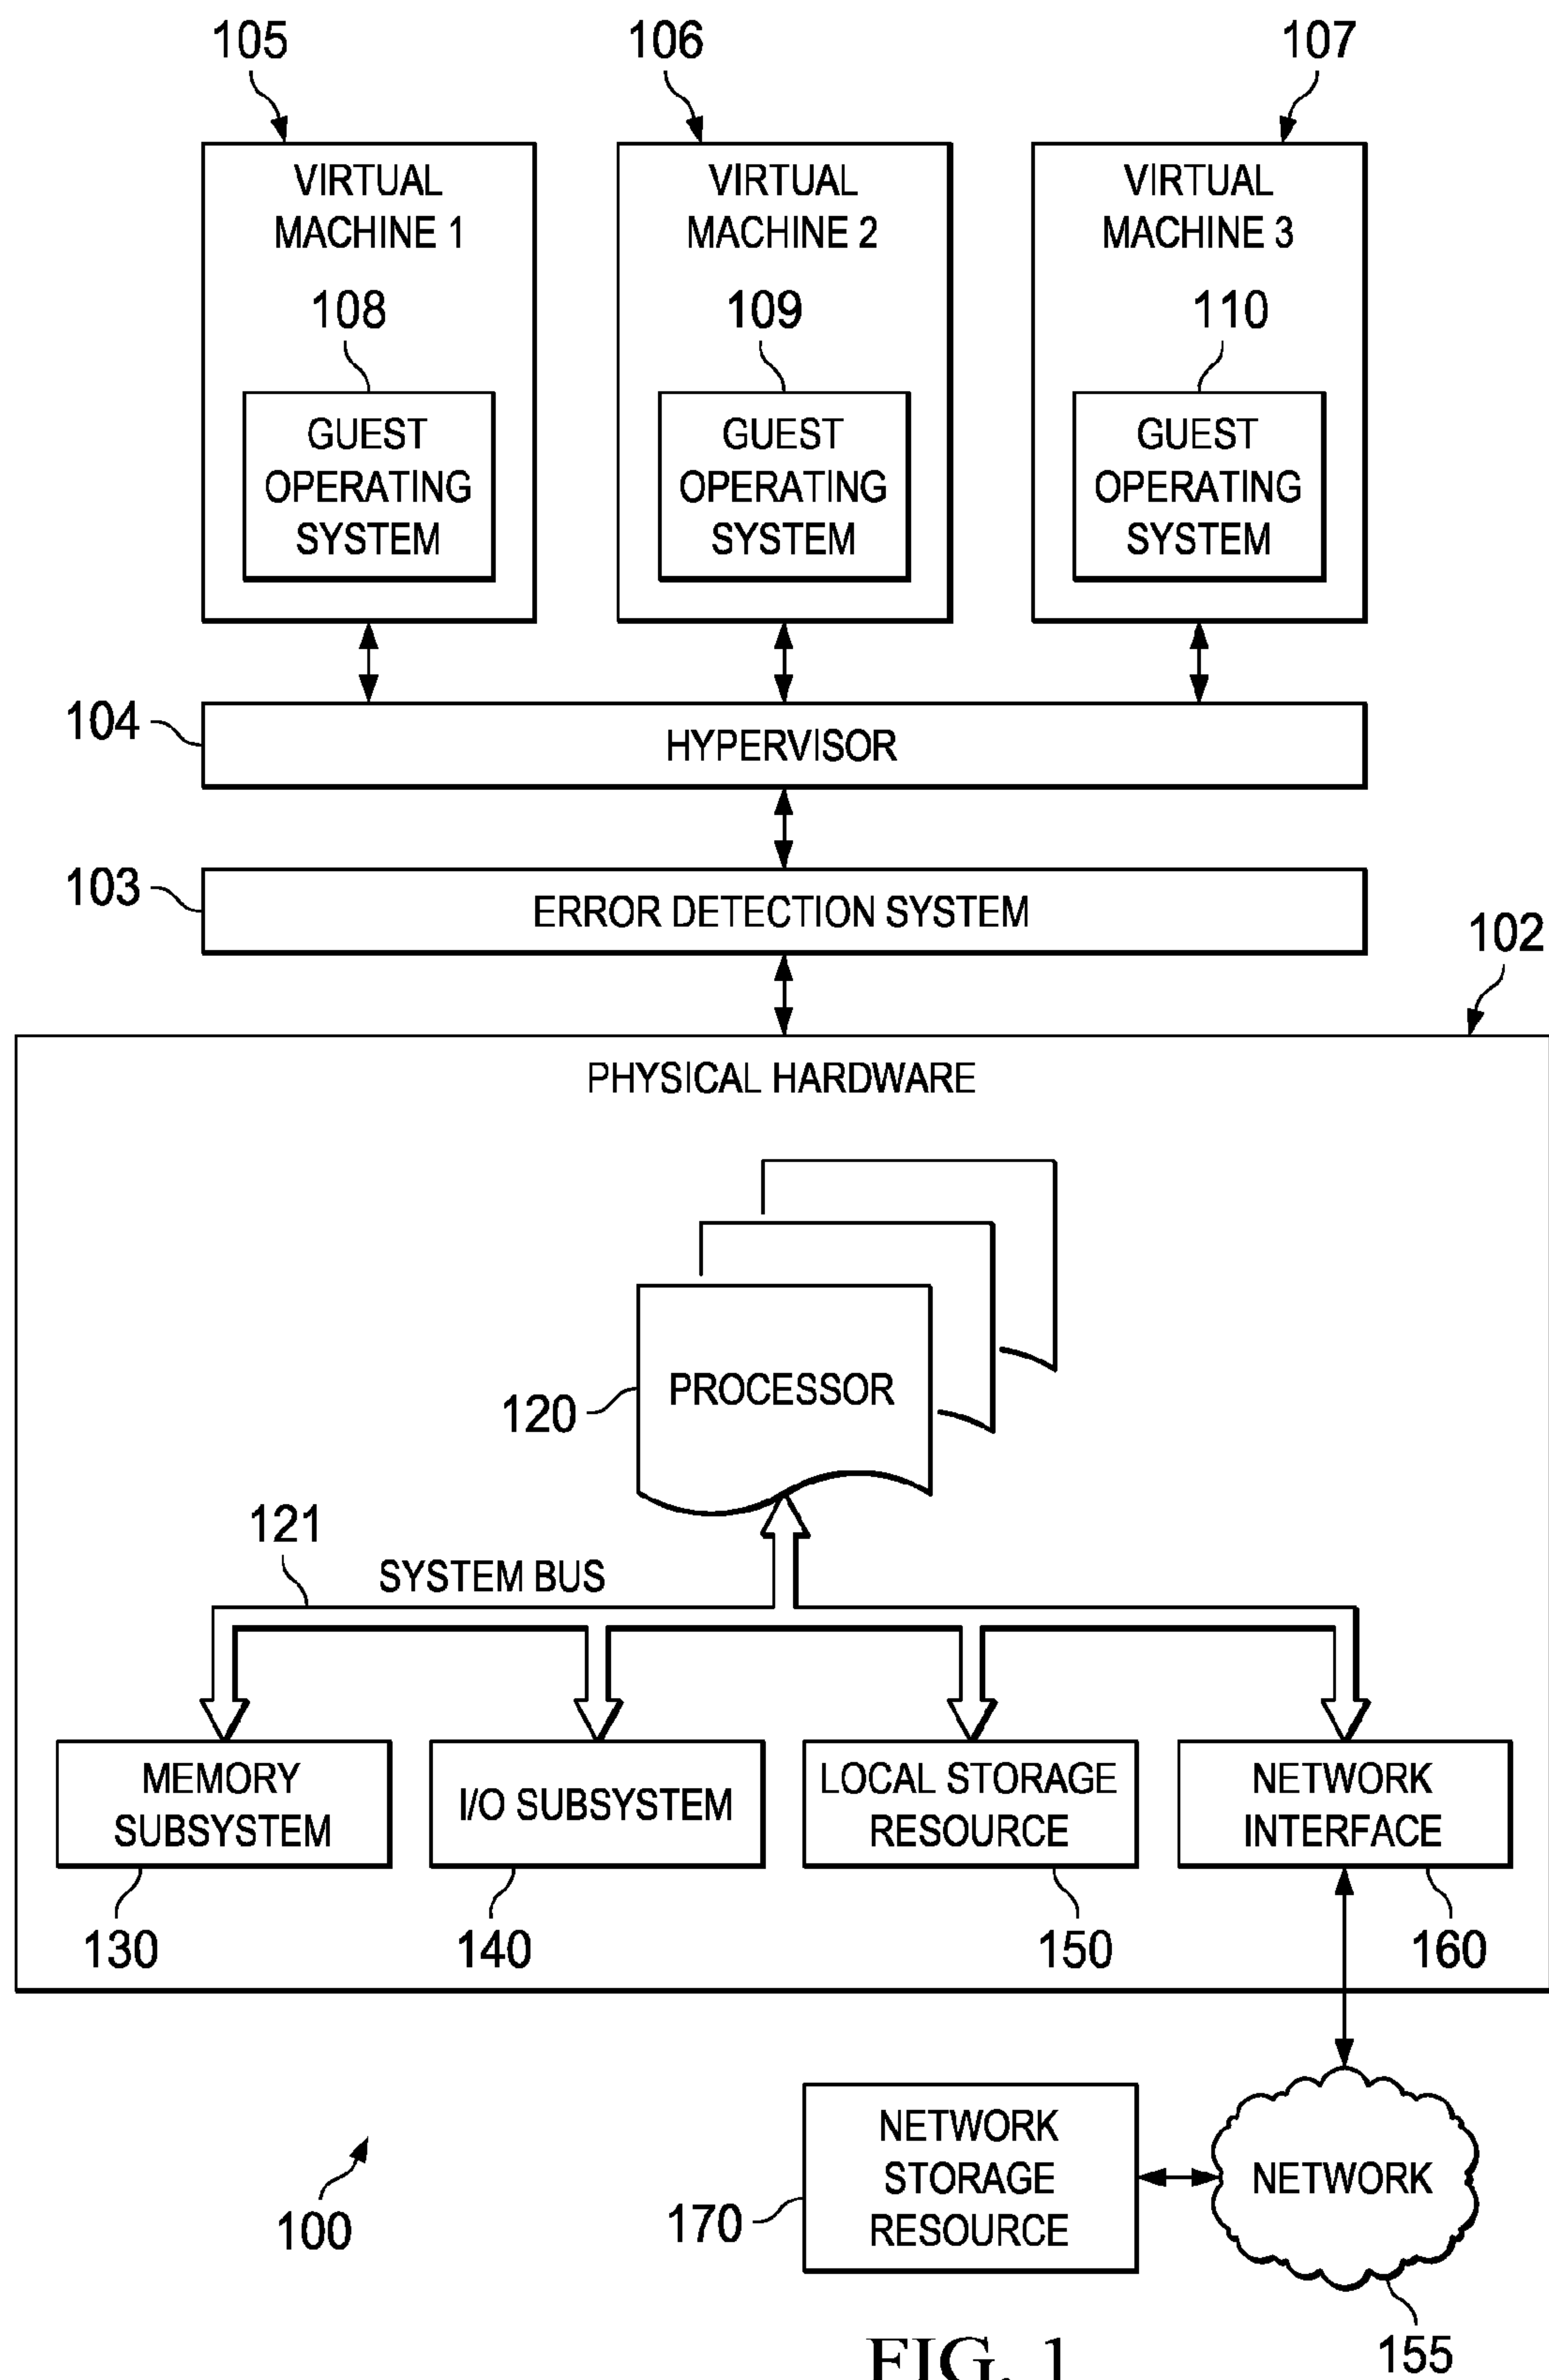 105
106
107
VIRTUAL
MACHINE 1
VIRTUAL
MACHINE 2
VIRTUAL
MACHINE 3
108
109
110
GUEST
OPERATING
SYSTEM
GUEST
OPERATING
SYSTEM
GUEST
OPERATING
SYSTEM
104
HYPERVISOR
103
ERROR DETECTION SYSTEM
102
PHYSICAL HARDWARE
120
PROCESSOR
121
SYSTEM BUS
MEMORY
SUBSYSTEM
I/O SUBSYSTEM
LOCAL STORAGE
RESOURCE
NETWORK
INTERFACE
130
140
150
160
100
170
NETWORK
STORAGE
RESOURCE
NETWORK
155
FIG. 1